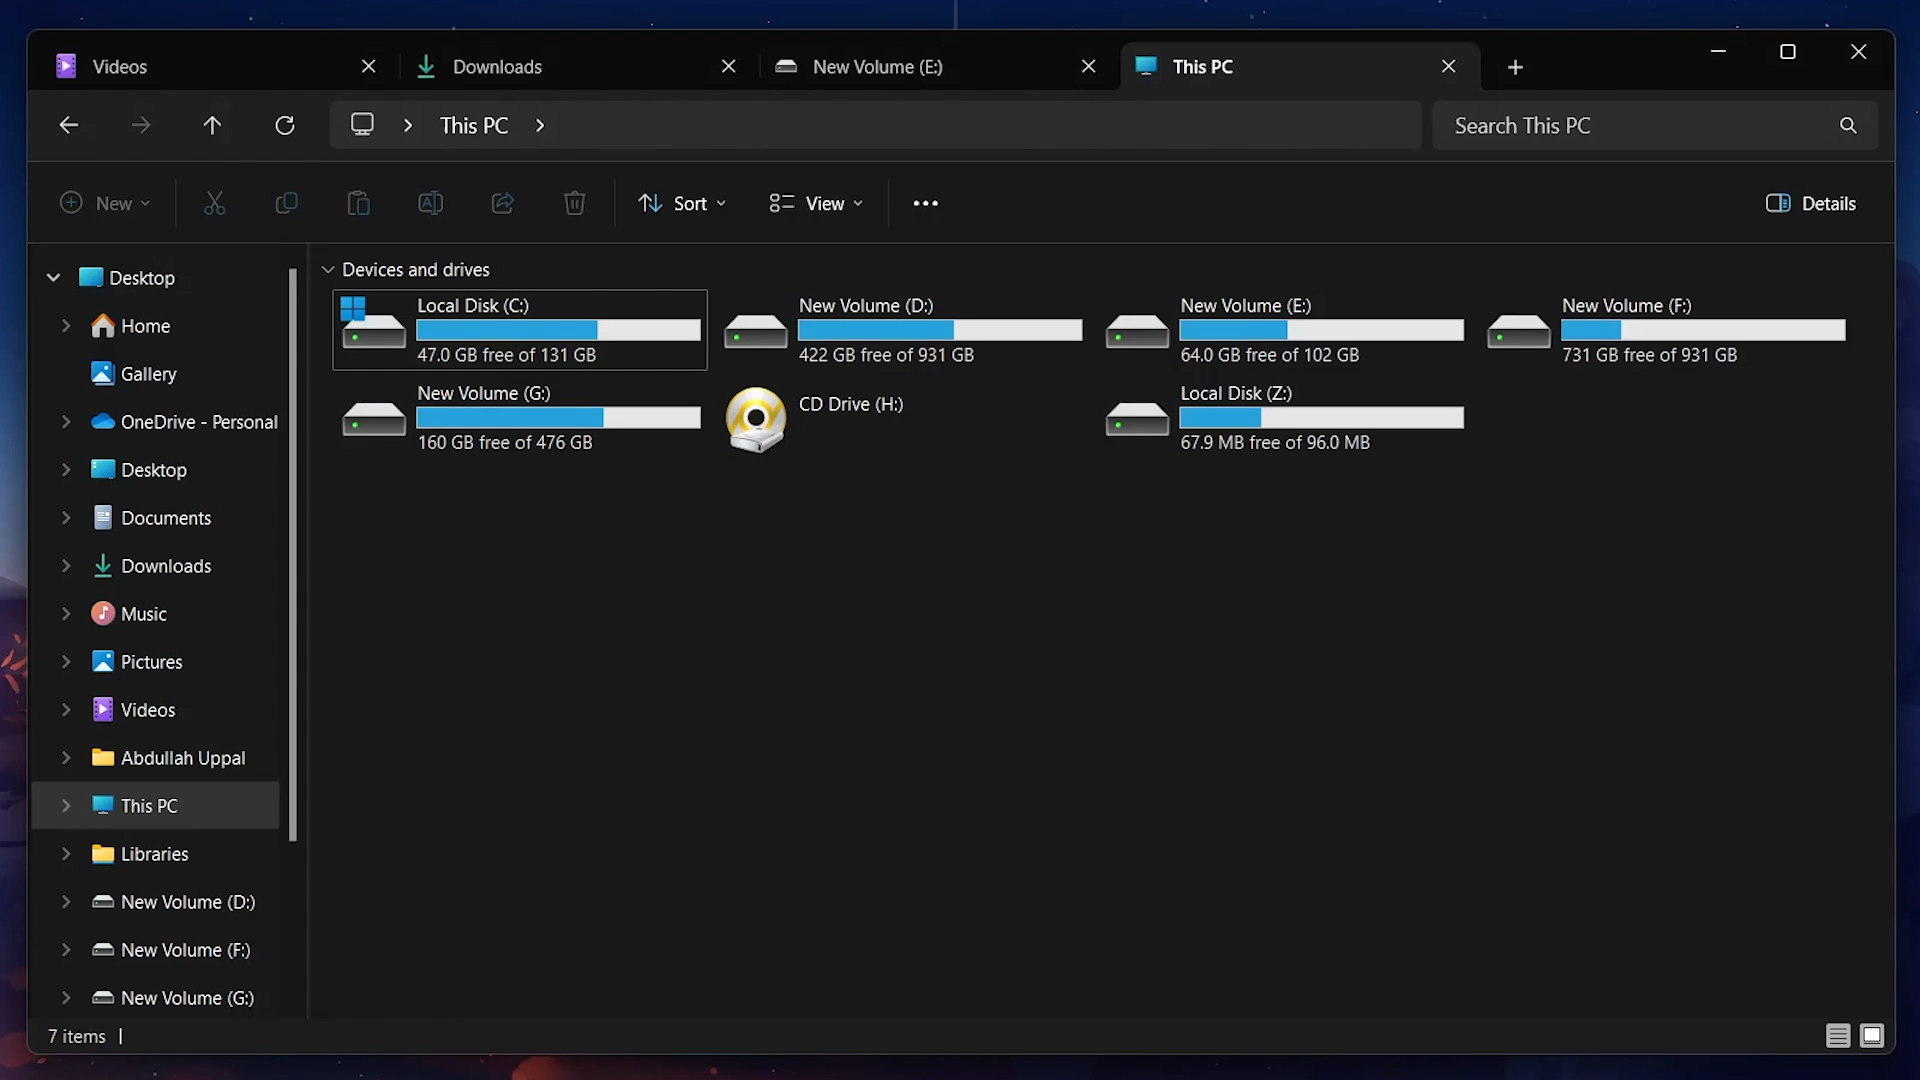 Videos
Downloads
New Volume (E:)
This PC
This PC
Search This PC
New
Sort
View
Details
Desktop
Home
Gallery
OneDrive - Personal
Desktop
Documents
Downloads
Music
Pictures
Videos
Abdullah Uppal
This PC
Libraries
New Volume (D:)
New Volume (F:)
New Volume (G:)
Devices and drives
Local Disk (C:)
47.0 GB free of 131 GB
New Volume (D:)
422 GB free of 931 GB
New Volume (E:)
64.0 GB free of 102 GB
New Volume (F:)
731 GB free of 931 GB
New Volume (G:)
160 GB free of 476 GB
CD Drive (H:)
Local Disk (Z:)
67.9 MB free of 96.0 MB
7 items